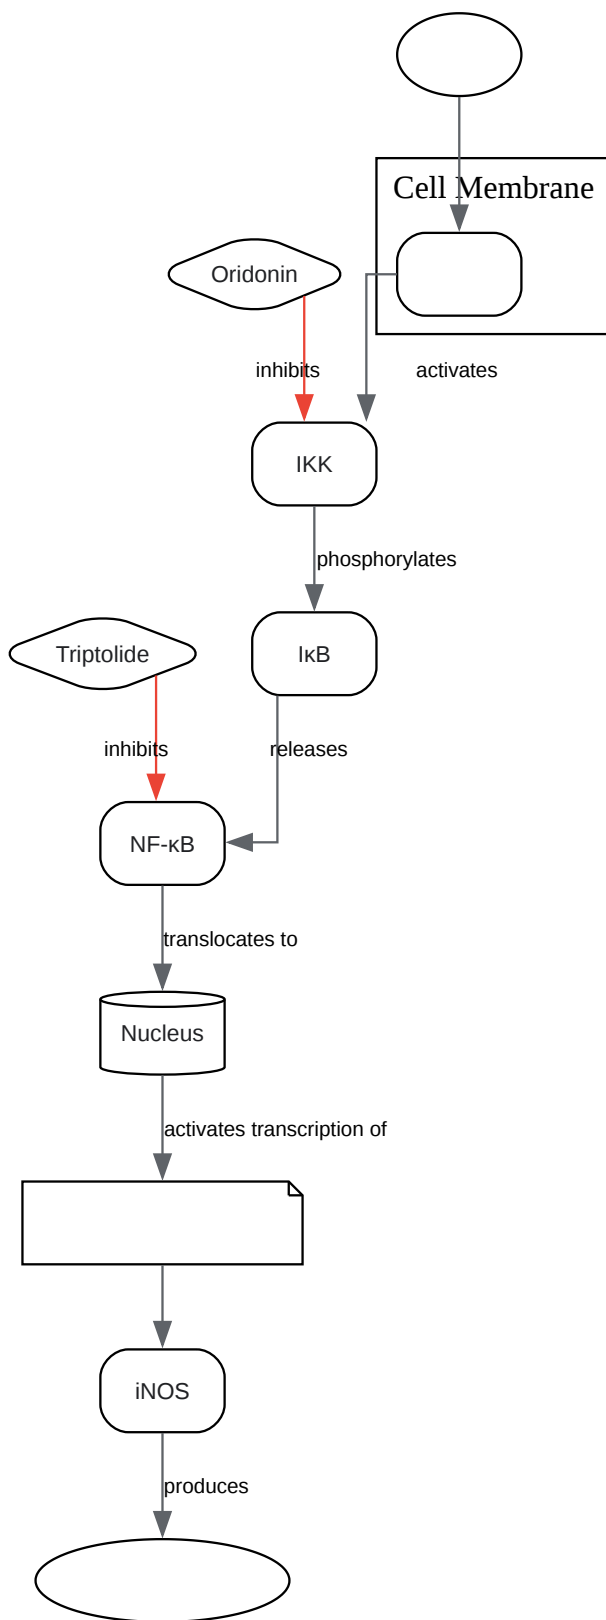 Cell Membrane
Oridonin
inhibits
activates
IKK
phosphorylates
IκB
Triptolide
inhibits
releases
NF-κB
translocates to
Nucleus
activates transcription of
iNOS
produces